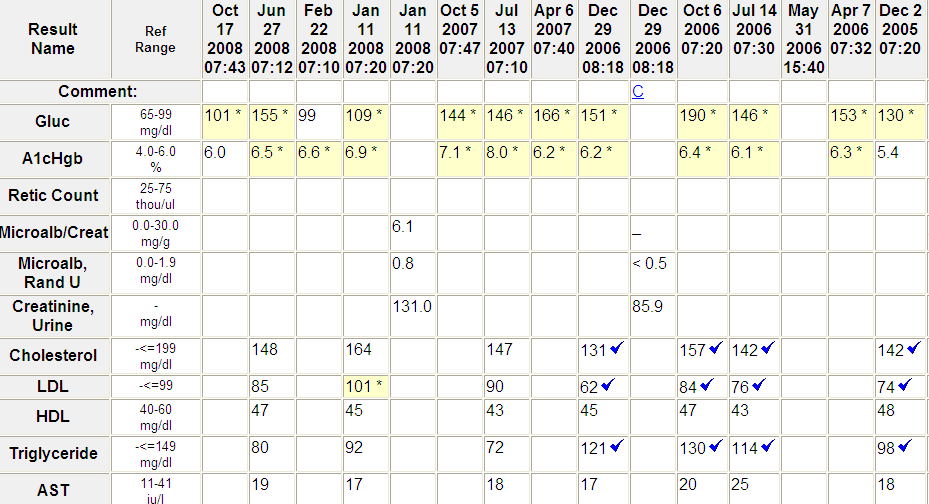 Result Name
Ref Range
Oct 17 2008 07:43
Jun 27 2008 07:12
Feb 22 2008 07:10
Jan 11 2008 07:20
Jan 11 2008 07:20
Oct 5 2007 07:47
Jul 13 2007 07:10
Apr 6 2007 07:40
Dec 29 2006 08:18
Dec 29 2006 08:18
Oct 6 2006 07:20
Jul 14 2006 07:30
May 31 2006 15:40
Apr 7 2006 07:32
Dec 2 2005 07:20
Comment: C
Gluc 65-99 mg/dl 101 * 155 * 99 109 * 144 * 146 * 166 * 151 * 190 * 146 * 153 * 130 *
A1cHgb 4.0-6.0 % 6.0 6.5 * 6.6 * 6.9 * 7.1 * 8.0 * 6.2 * 6.2 * 6.4 * 6.1 * 6.3 * 5.4
Retic Count 25-75 thou/ul
Microalb/Creat 0.0-30.0 mg/g 6.1 _
Microalb, Rand U 0.0-1.9 mg/dl 0.8 < 0.5
Creatinine, Urine - mg/dl 131.0 85.9
Cholesterol -<=199 mg/dl 148 164 147 131 ✓ 157 ✓ 142 ✓ 142 ✓
LDL -<=99 85 101 * 90 62 ✓ 84 ✓ 76 ✓ 74 ✓
HDL 40-60 mg/dl 47 45 43 45 47 43 48
Triglyceride -<=149 mg/dl 80 92 72 121 ✓ 130 ✓ 114 ✓ 98 ✓
AST 11-41 iu/l 19 17 18 17 20 25 18